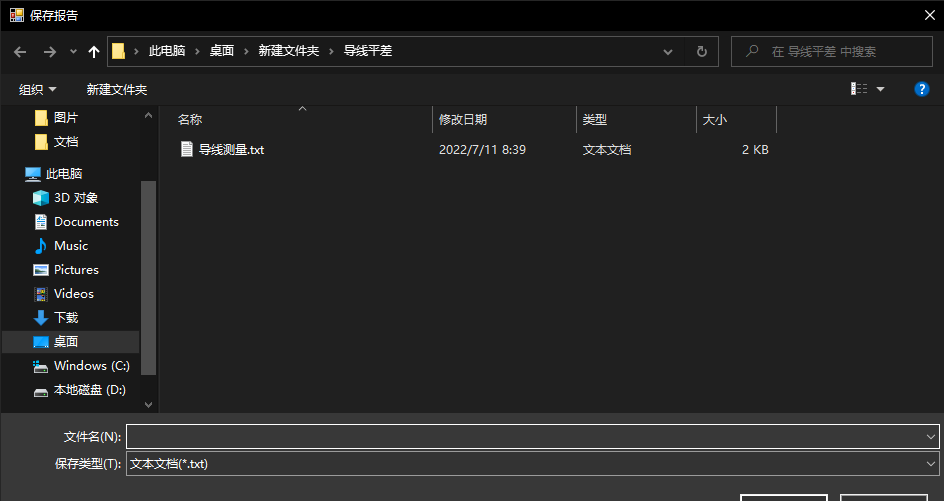 保存报告
此电脑 › 桌面 › 新建文件夹 › 导线平差
在 导线平差 中搜索
组织 新建文件夹
图片
文档
此电脑
3D 对象
Documents
Music
Pictures
Videos
下载
桌面
Windows (C:)
本地磁盘 (D:)
名称 修改日期 类型 大小
导线测量.txt 2022/7/11 8:39 文本文档 2 KB
文件名(N):
保存类型(T): 文本文档(*.txt)